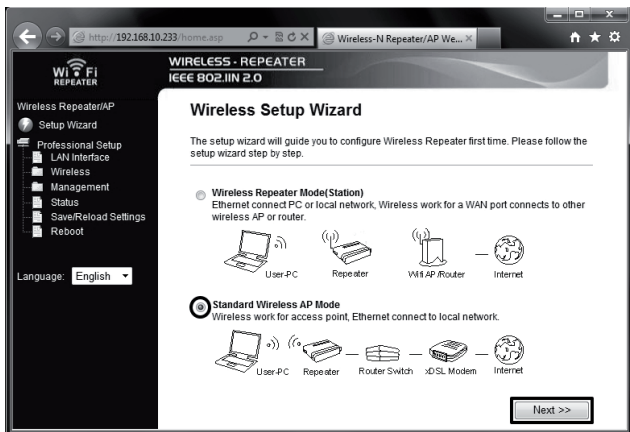 http://192.168.10.233/home.asp
Wireless-N Repeater/AP We...
Wi Fi
REPEATER
WIRELESS - REPEATER
IEEE 802.11N 2.0
Wireless Repeater/AP
Setup Wizard
Professional Setup
LAN Interface
Wireless
Management
Status
Save/Reload Settings
Reboot
Language: English
Wireless Setup Wizard
The setup wizard will guide you to configure Wireless Repeater first time. Please follow the
setup wizard step by step.
Wireless Repeater Mode(Station)
Ethernet connect PC or local network, Wireless work for a WAN port connects to other
wireless AP or router.
User-PC Repeater Wifi AP /Router Internet
Standard Wireless AP Mode
Wireless work for access point, Ethernet connect to local network.
User-PC Repeater Router Switch xDSL Modem Internet
Next >>